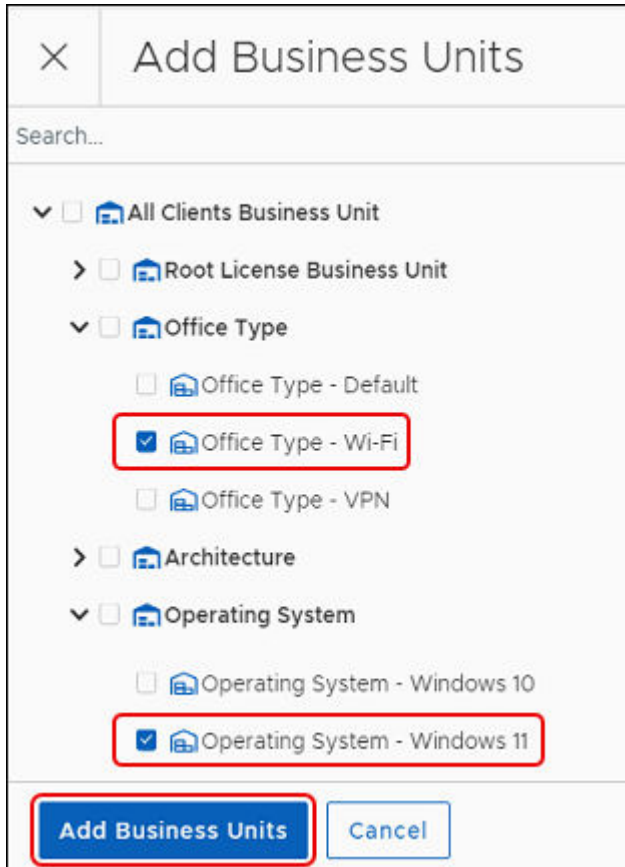 Add Business Units
Search...
All Clients Business Unit
Root License Business Unit
Office Type
Office Type - Default
Office Type - Wi-Fi
Office Type - VPN
Architecture
Operating System
Operating System - Windows 10
Operating System - Windows 11
Add Business Units
Cancel